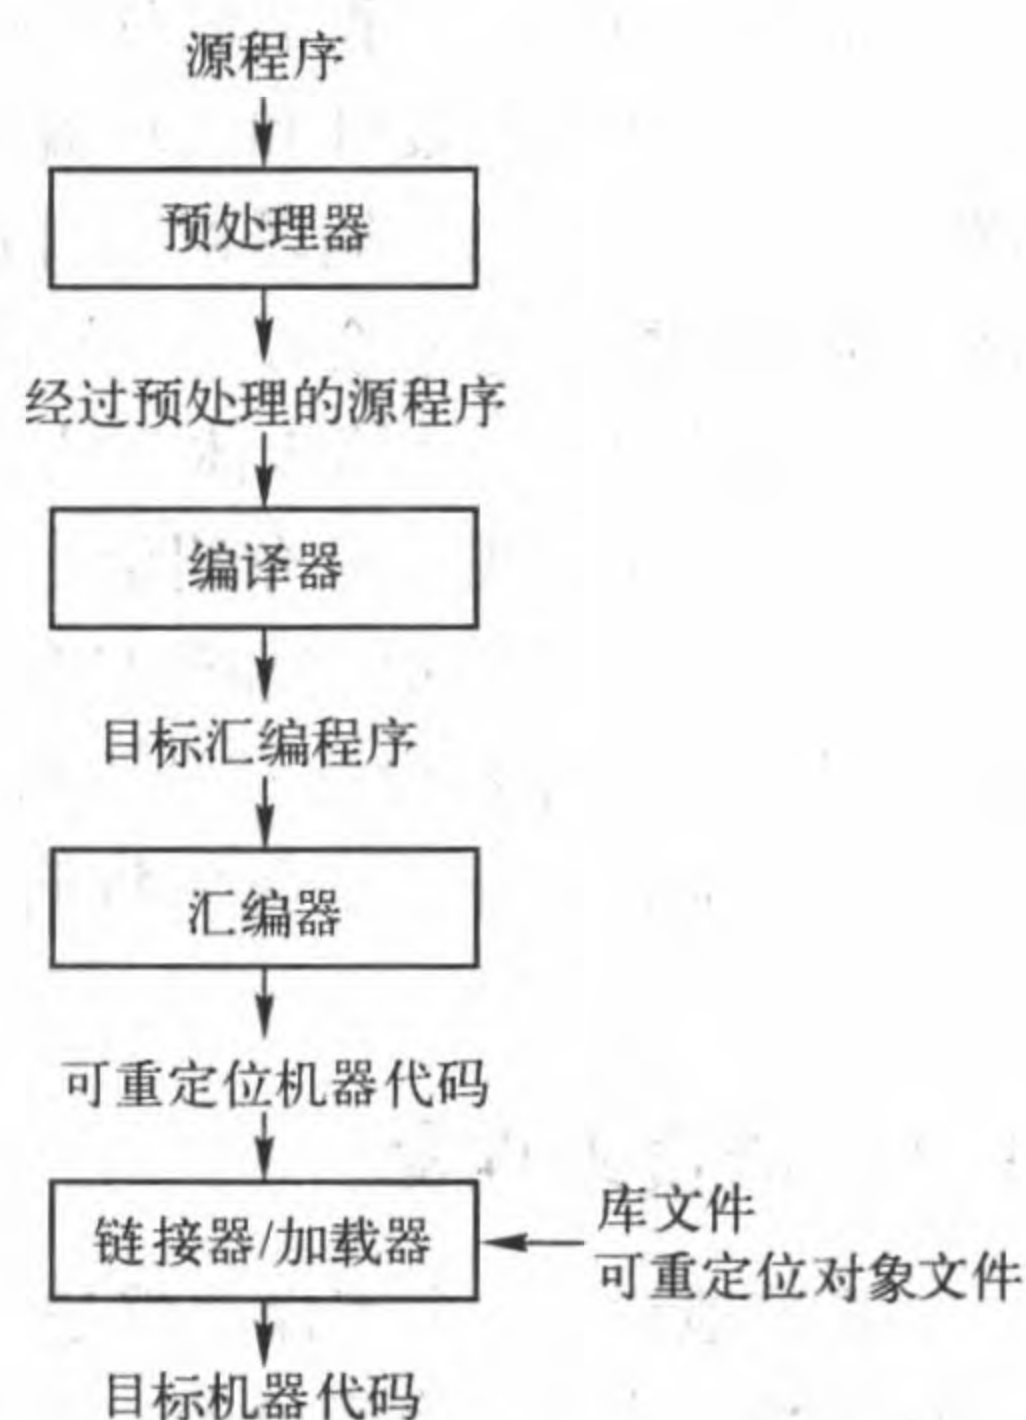 源程序
预处理器
经过预处理的源程序
编译器
目标汇编程序
汇编器
可重定位机器代码
链接器/加载器
库文件
可重定位对象文件
目标机器代码